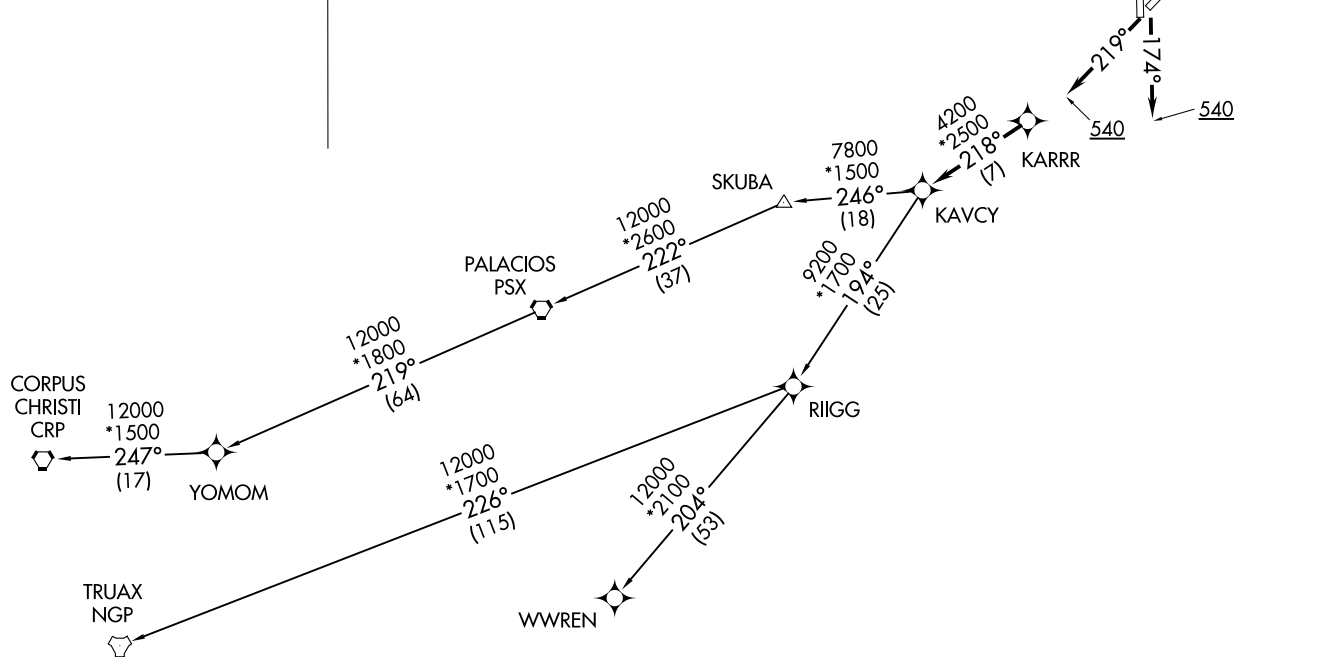 219°
174°
540
540
4200
*2500
218°
(7)
KARRR
7800
*1500
246°
(18)
KAVCY
SKUBA
12000
*2600
222°
(37)
9200
*1700
194°
(25)
PALACIOS
PSX
12000
*1800
219°
(64)
CORPUS
CHRISTI
CRP
12000
*1500
247°
(17)
YOMOM
RIIGG
12000
*1700
226°
(115)
12000
*2100
204°
(53)
TRUAX
NGP
WWREN